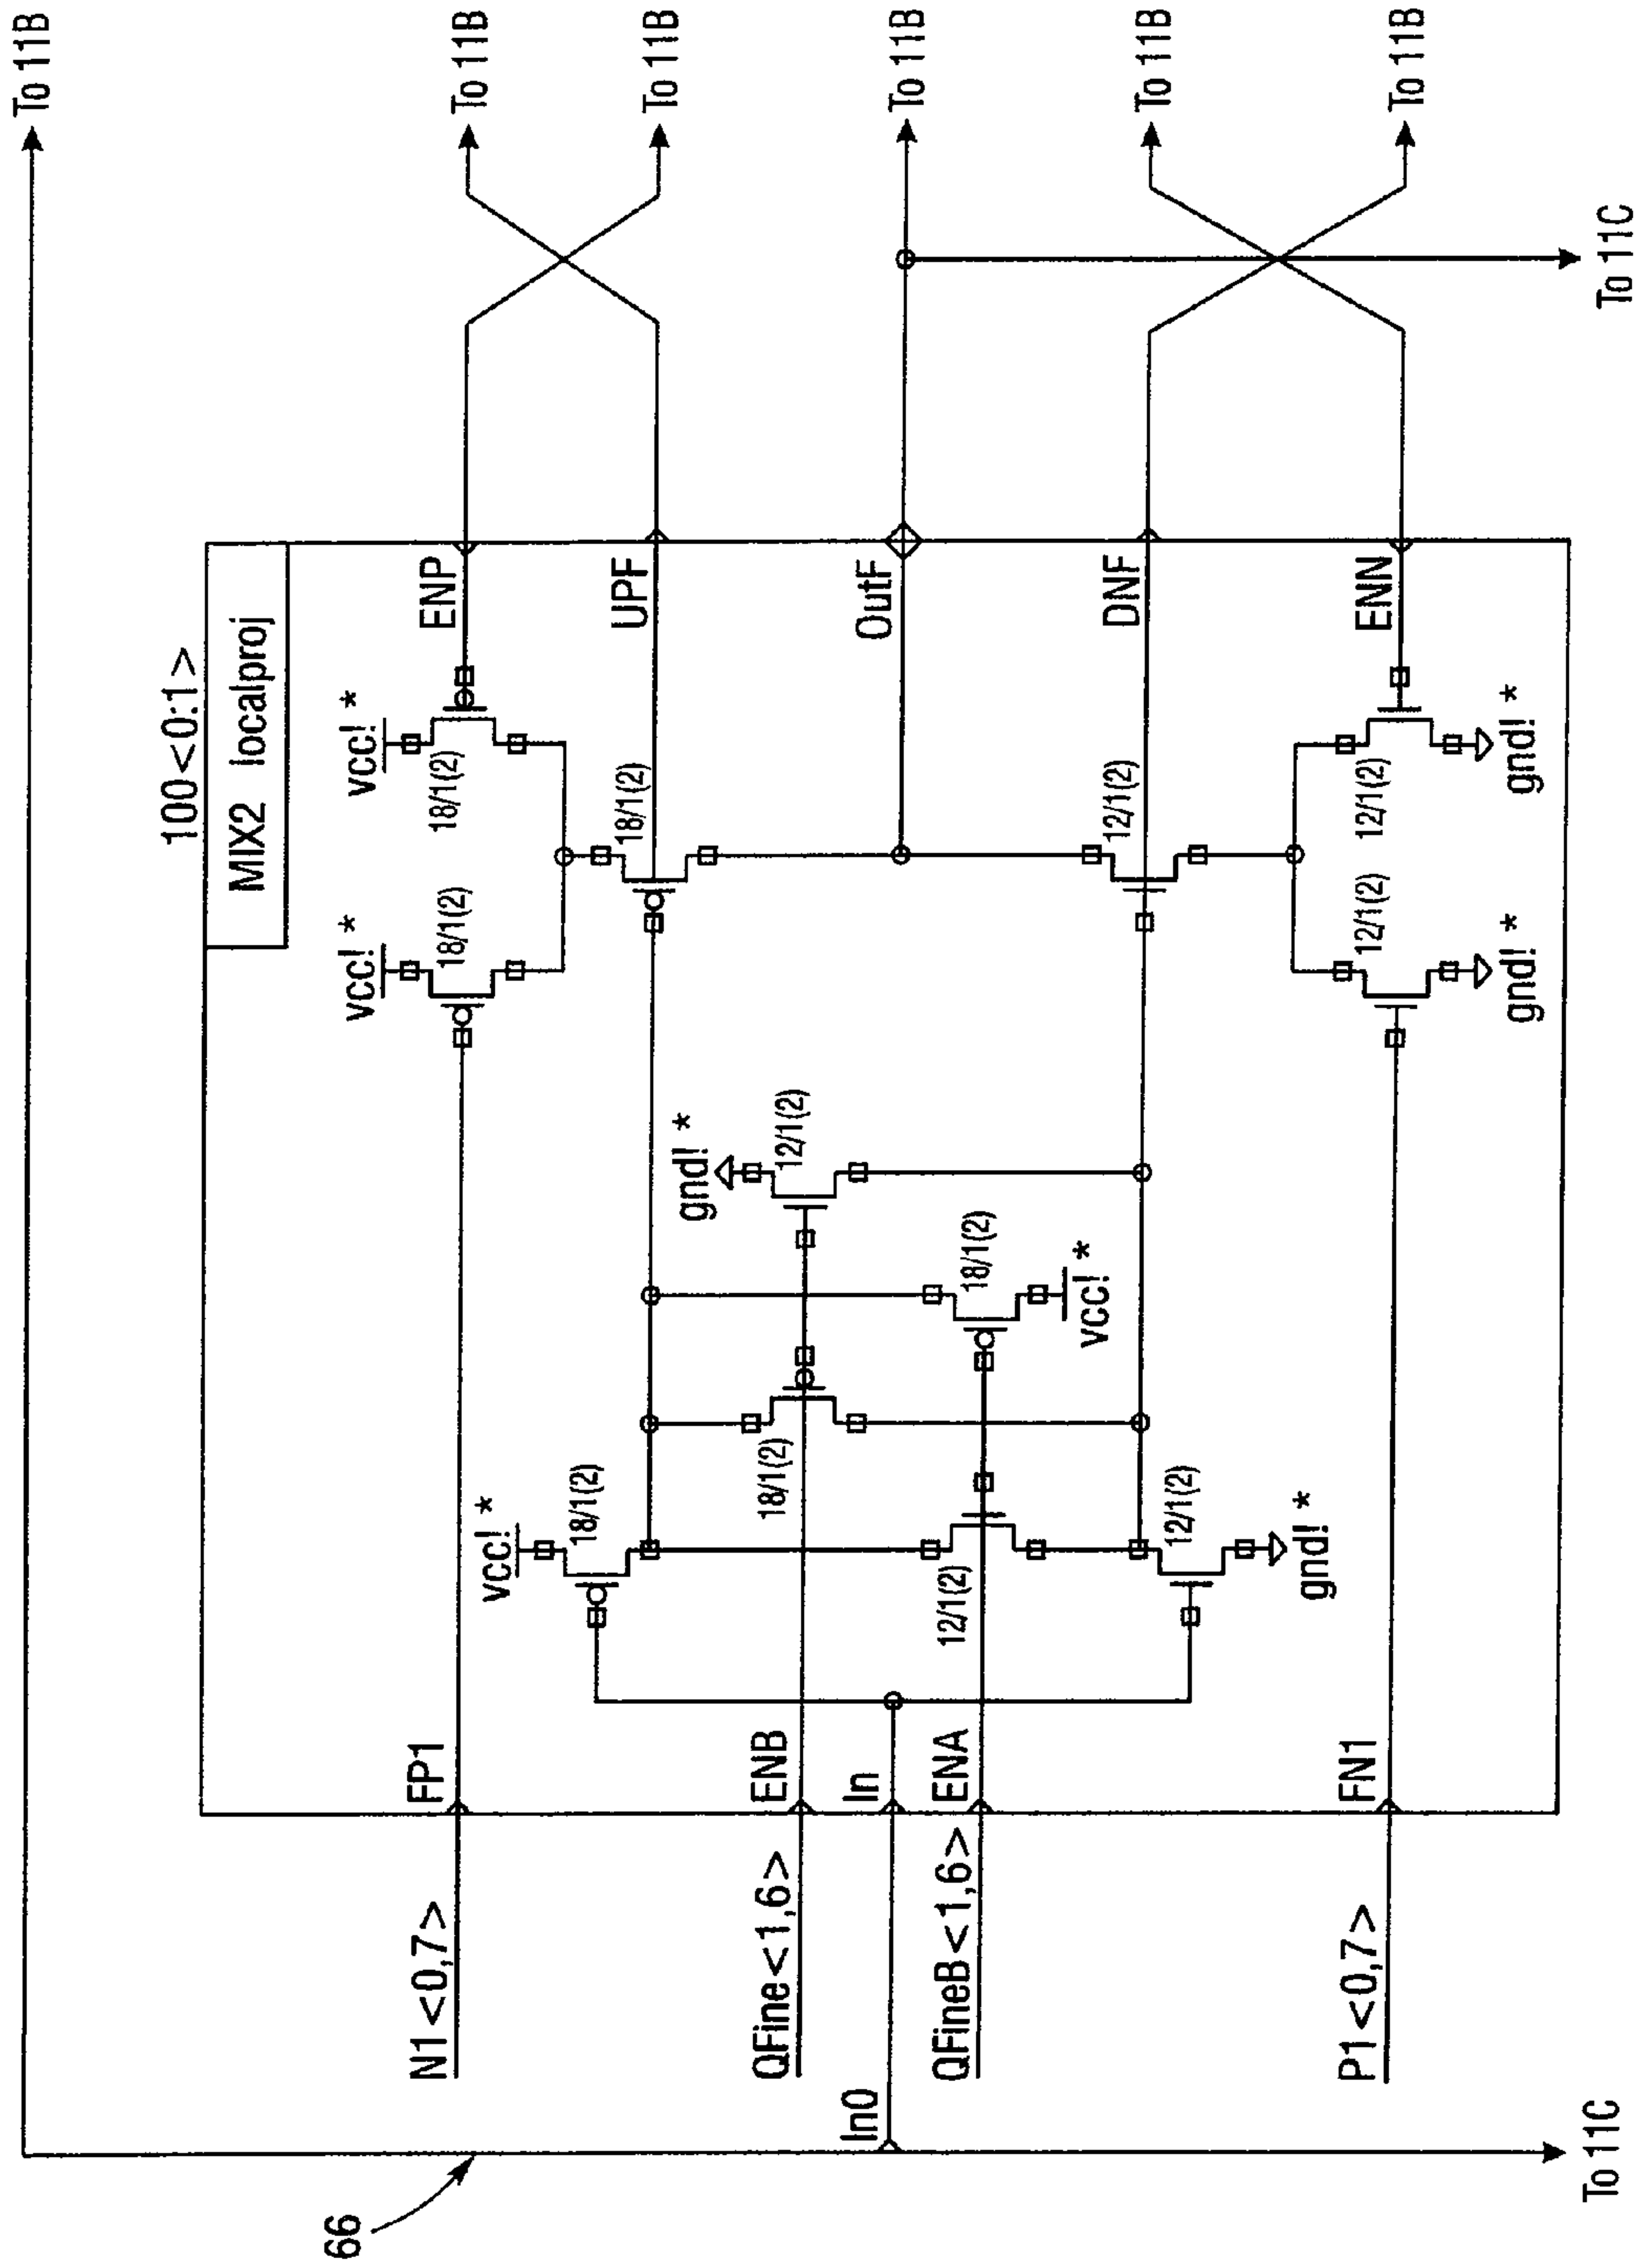 To 11B
100<0:1>
MIX2 localproj
vcc! *
vcc! *
18/1(2)
18/1(2)
ENP
To 11B
N1<0,7>
FP1
vcc! *
18/1(2)
18/1(2)
UPF
To 11B
gnd! *
12/1(2)
18/1(2)
QFine<1,6>
ENB
In0
In
OutF
To 11B
QFineB<1,6>
ENA
12/1(2)
18/1(2)
vcc! *
12/1(2)
DNF
To 11B
12/1(2)
gnd! *
P1<0,7>
FN1
12/1(2)
12/1(2)
gnd! *
gnd! *
ENN
To 11B
66
To 11C
To 11C